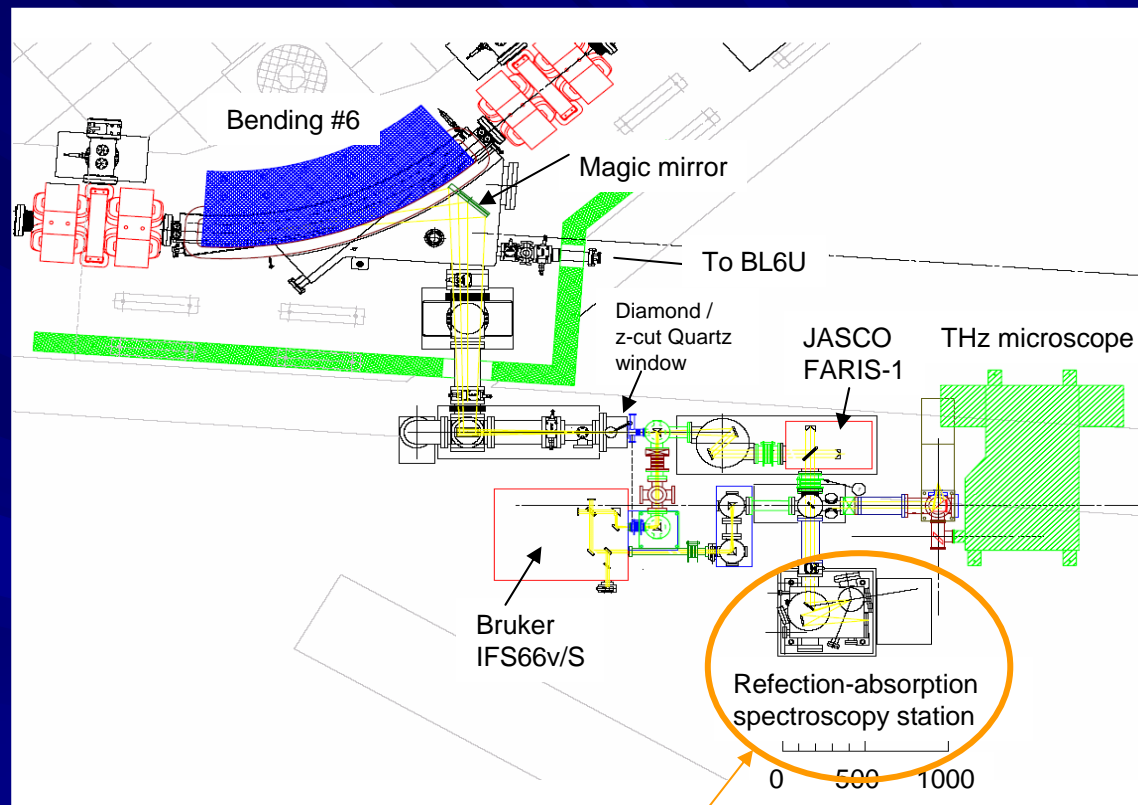 Bending #6
Magic mirror
To BL6U
Diamond /
z-cut Quartz
window
JASCO
FARIS-1
THz microscope
Bruker
IFS66v/S
Refection-absorption
spectroscopy station
0 500 1000